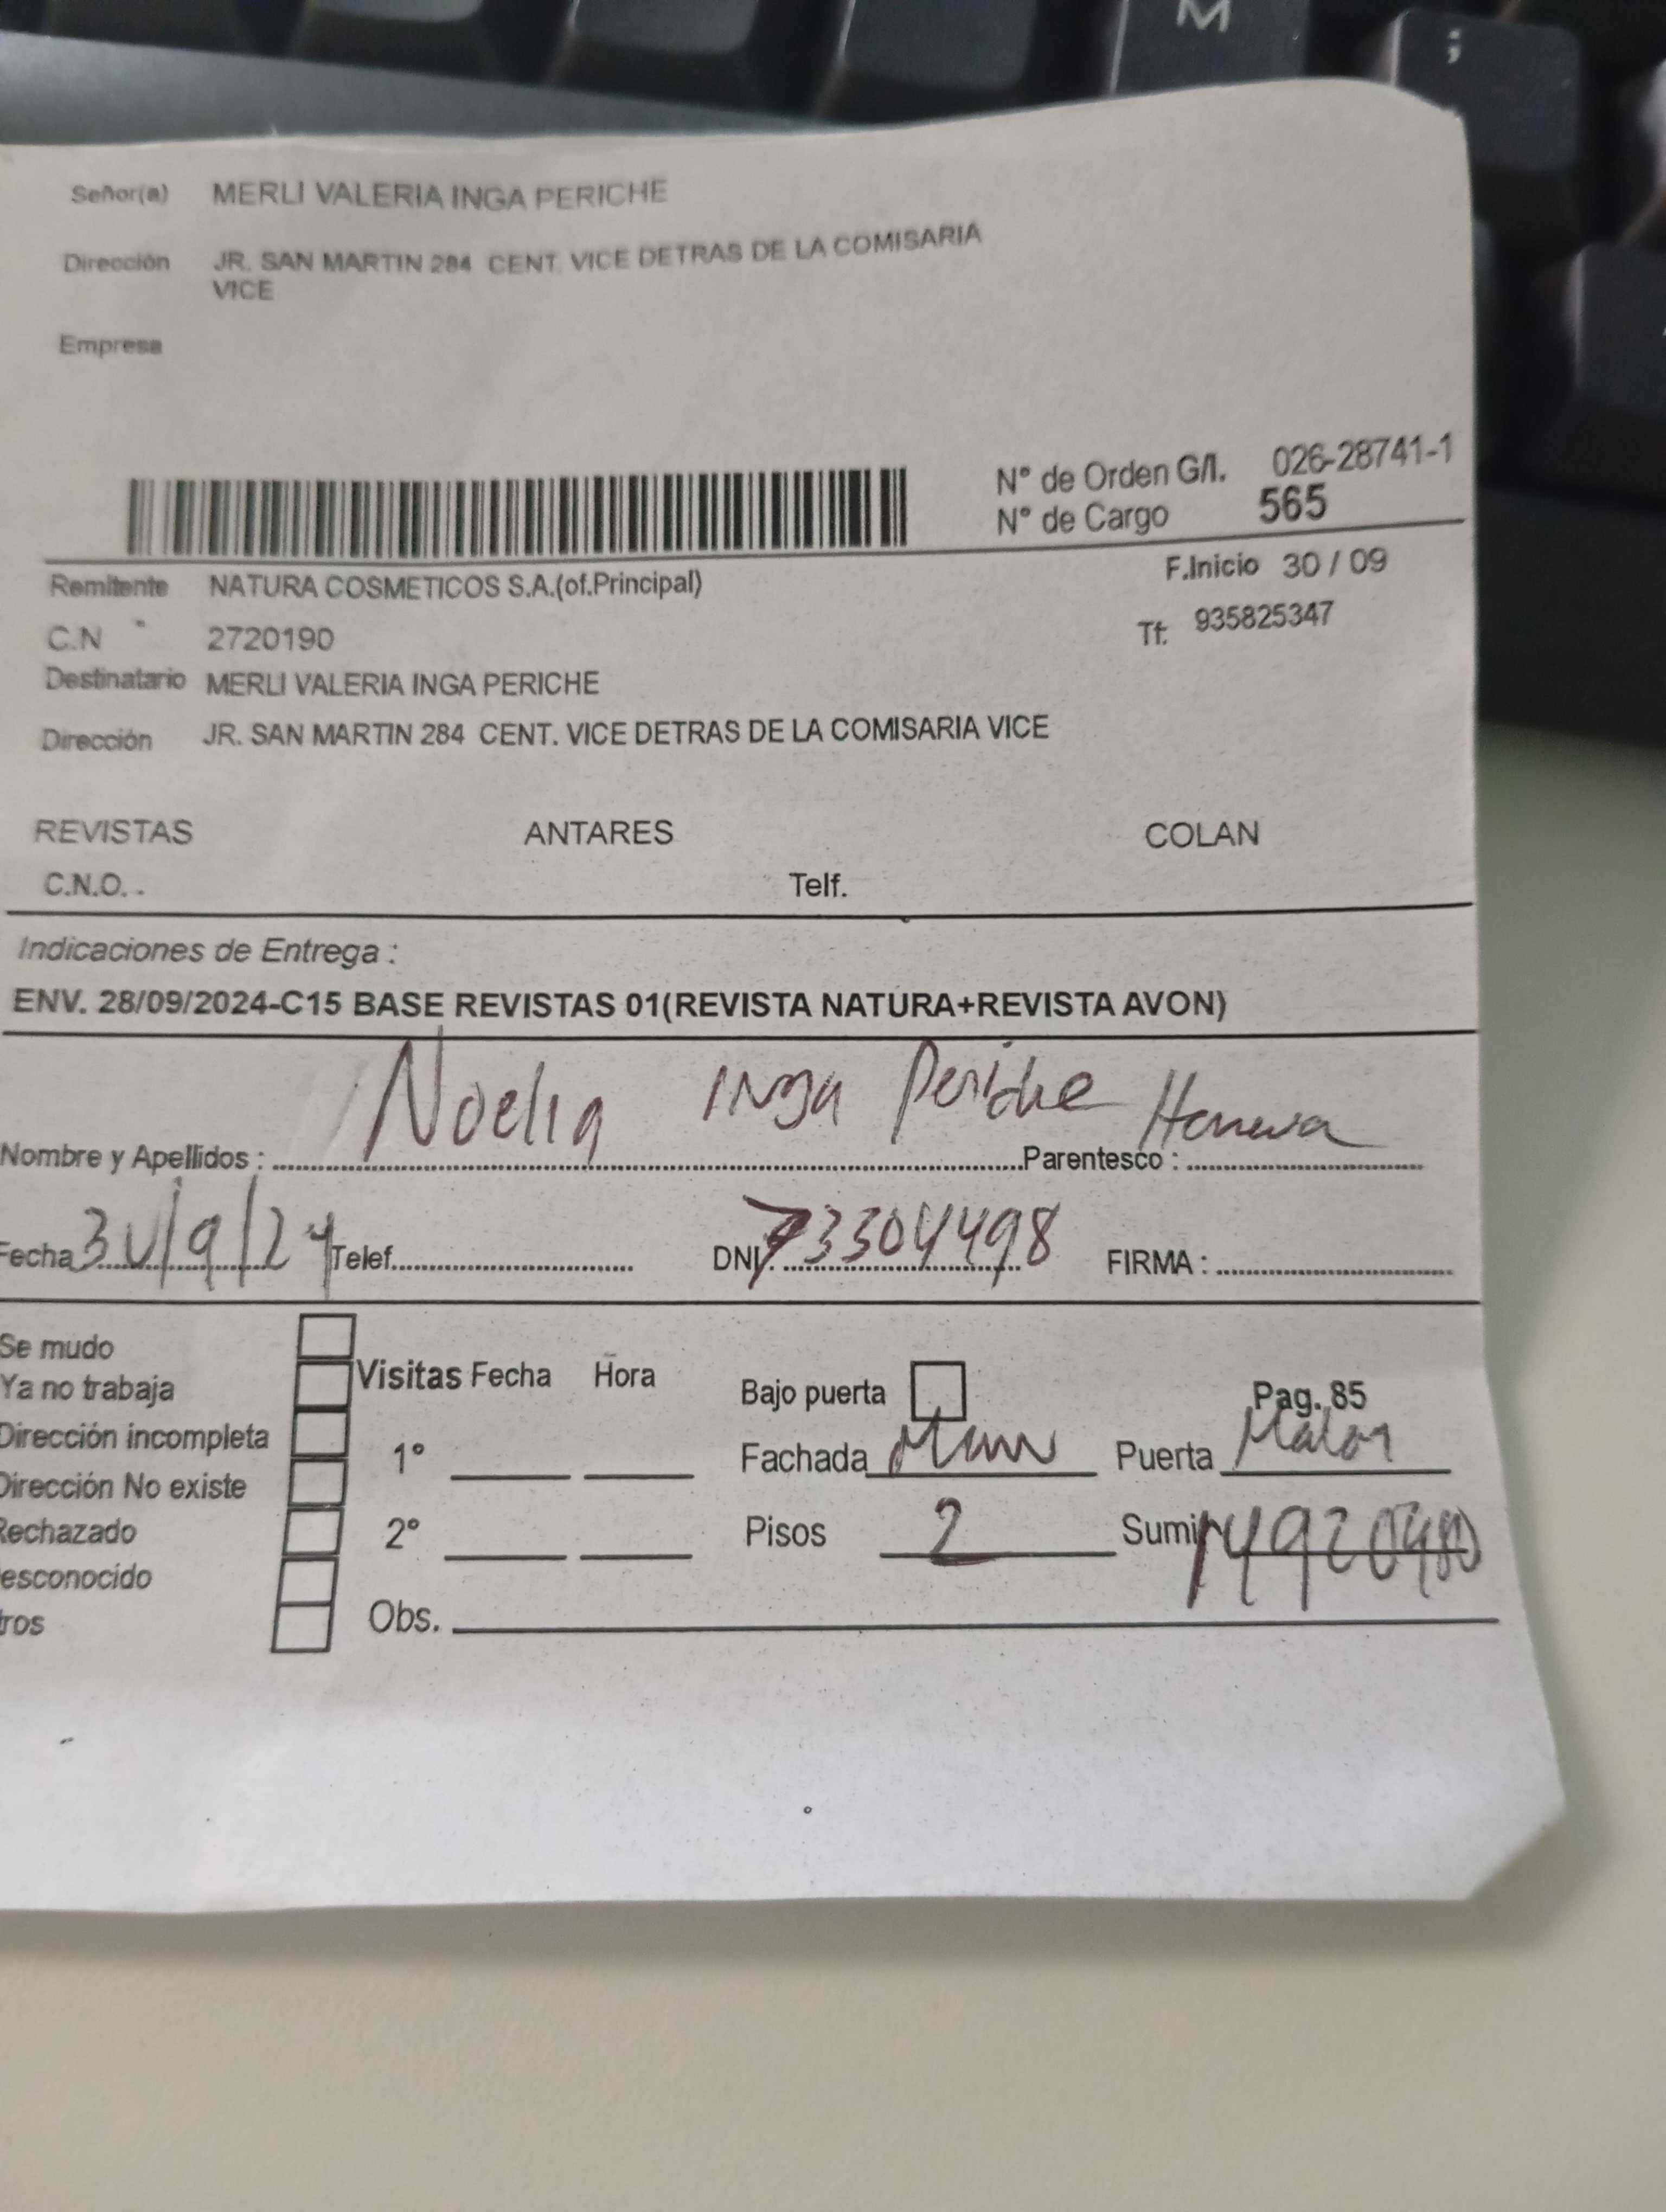 M
;
Señor(a) MERLI VALERIA INGA PERICHE
Dirección JR. SAN MARTIN 284 CENT. VICE DETRAS DE LA COMISARIA
VICE
Empresa
N° de Orden G/I. 026-28741-1
N° de Cargo 565
Remitente NATURA COSMETICOS S.A.(of.Principal) F.Inicio 30 / 09
C.N 2720190 Tf: 935825347
Destinatario MERLI VALERIA INGA PERICHE
Dirección JR. SAN MARTIN 284 CENT. VICE DETRAS DE LA COMISARIA VICE
REVISTAS ANTARES COLAN
C.N.O. . Telf.
Indicaciones de Entrega :
ENV. 28/09/2024-C15 BASE REVISTAS 01(REVISTA NATURA+REVISTA AVON)
Nombre y Apellidos : Noelia Inga Periche Parentesco :
Fecha 30/9/24 Telef. DNI. 73304498 FIRMA :
Se mudo
Ya no trabaja Visitas Fecha Hora Bajo puerta Pag. 85
Dirección incompleta 1° Fachada Puerta
Dirección No existe
Rechazado 2° Pisos 2 Sumi
esconocido
tros Obs.